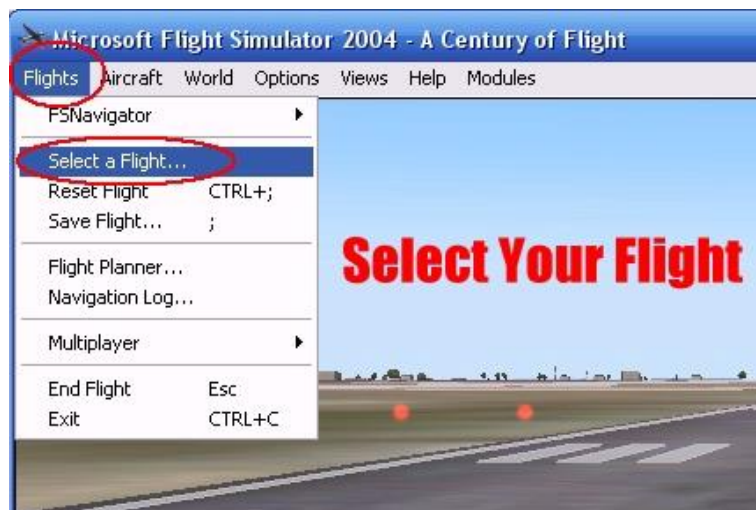 Microsoft Flight Simulator 2004 - A Century of Flight
Flights Aircraft World Options Views Help Modules
FSNavigator
Select a Flight...
Reset Flight CTRL+;
Save Flight... ;
Select Your Flight
Flight Planner...
Navigation Log...
Multiplayer
End Flight Esc
Exit CTRL+C